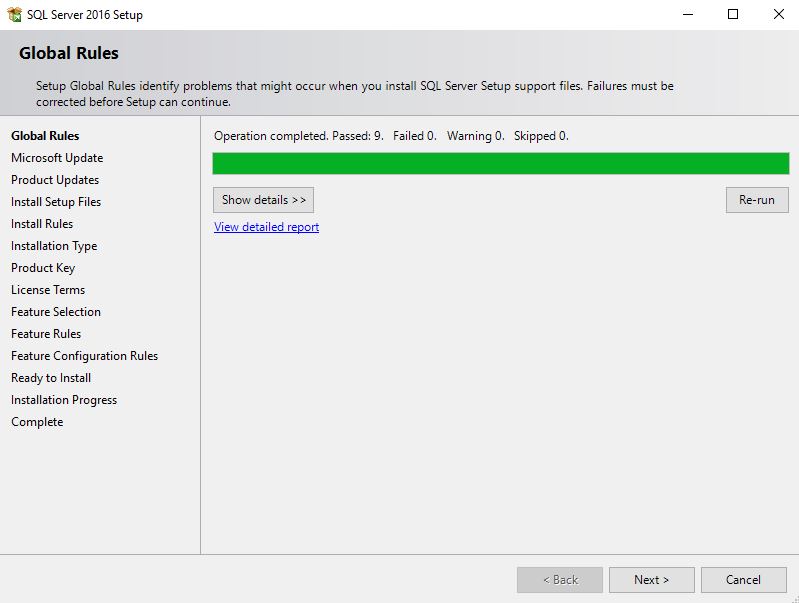 SQL Server 2016 Setup
Global Rules
Setup Global Rules identify problems that might occur when you install SQL Server Setup support files. Failures must be
corrected before Setup can continue.
Global Rules
Microsoft Update
Product Updates
Install Setup Files
Install Rules
Installation Type
Product Key
License Terms
Feature Selection
Feature Rules
Feature Configuration Rules
Ready to Install
Installation Progress
Complete
Operation completed. Passed: 9. Failed 0. Warning 0. Skipped 0.
Show details >>
Re-run
View detailed report
< Back
Next >
Cancel